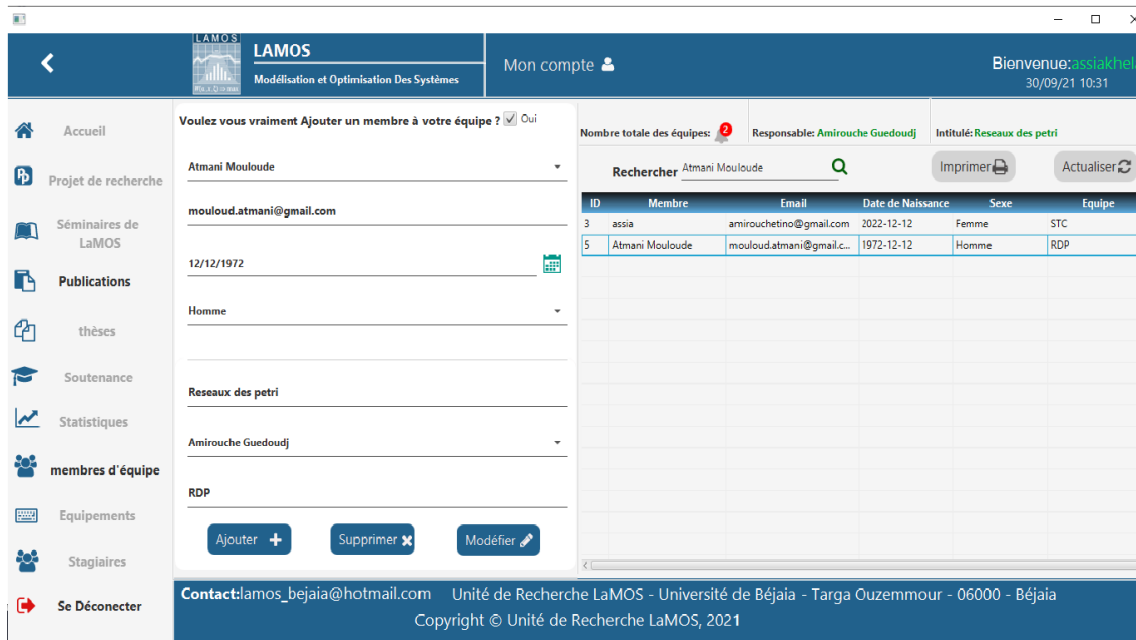 LAMOS
LAMOS
Modélisation et Optimisation Des Systèmes
Mon compte
Bienvenue:assiakhela
30/09/21 10:31
Accueil
Projet de recherche
Séminaires de
LaMOS
Publications
thèses
Soutenance
Statistiques
membres d'équipe
Equipements
Stagiaires
Se Déconecter
Voulez vous vraiment Ajouter un membre à votre équipe ? Oui
Atmani Mouloude
mouloud.atmani@gmail.com
12/12/1972
Homme
Reseaux des petri
Amirouche Guedoudj
RDP
Ajouter
Supprimer
Modéfier
Nombre totale des équipes: 2 Responsable: Amirouche Guedoudj Intitulé: Reseaux des petri
Rechercher Atmani Mouloude Imprimer Actualiser
ID Membre Email Date de Naissance Sexe Equipe
3 assia amirouchetino@gmail.com 2022-12-12 Femme STC
5 Atmani Mouloude mouloud.atmani@gmail.c... 1972-12-12 Homme RDP
Contact:lamos_bejaia@hotmail.com Unité de Recherche LaMOS - Université de Béjaia - Targa Ouzemmour - 06000 - Béjaia
Copyright © Unité de Recherche LaMOS, 2021